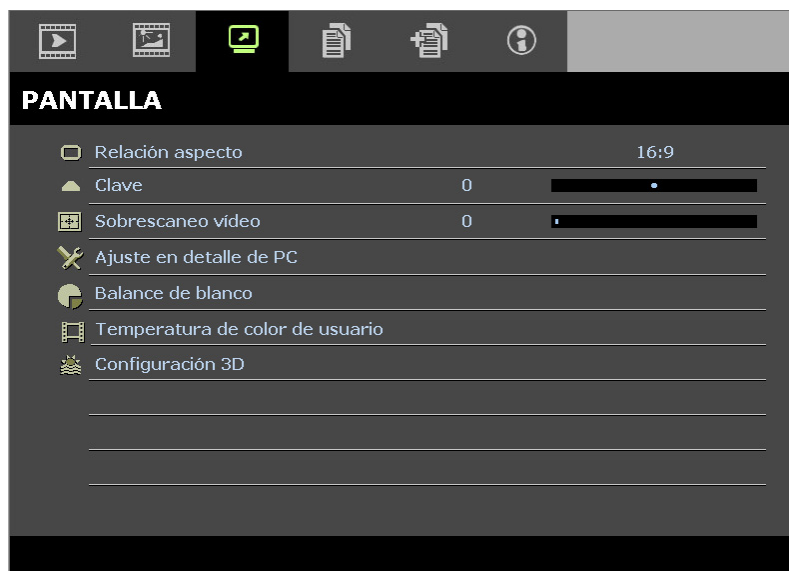 PANTALLA
Relación aspecto 16:9
Clave 0
Sobrescaneo vídeo 0
Ajuste en detalle de PC
Balance de blanco
Temperatura de color de usuario
Configuración 3D